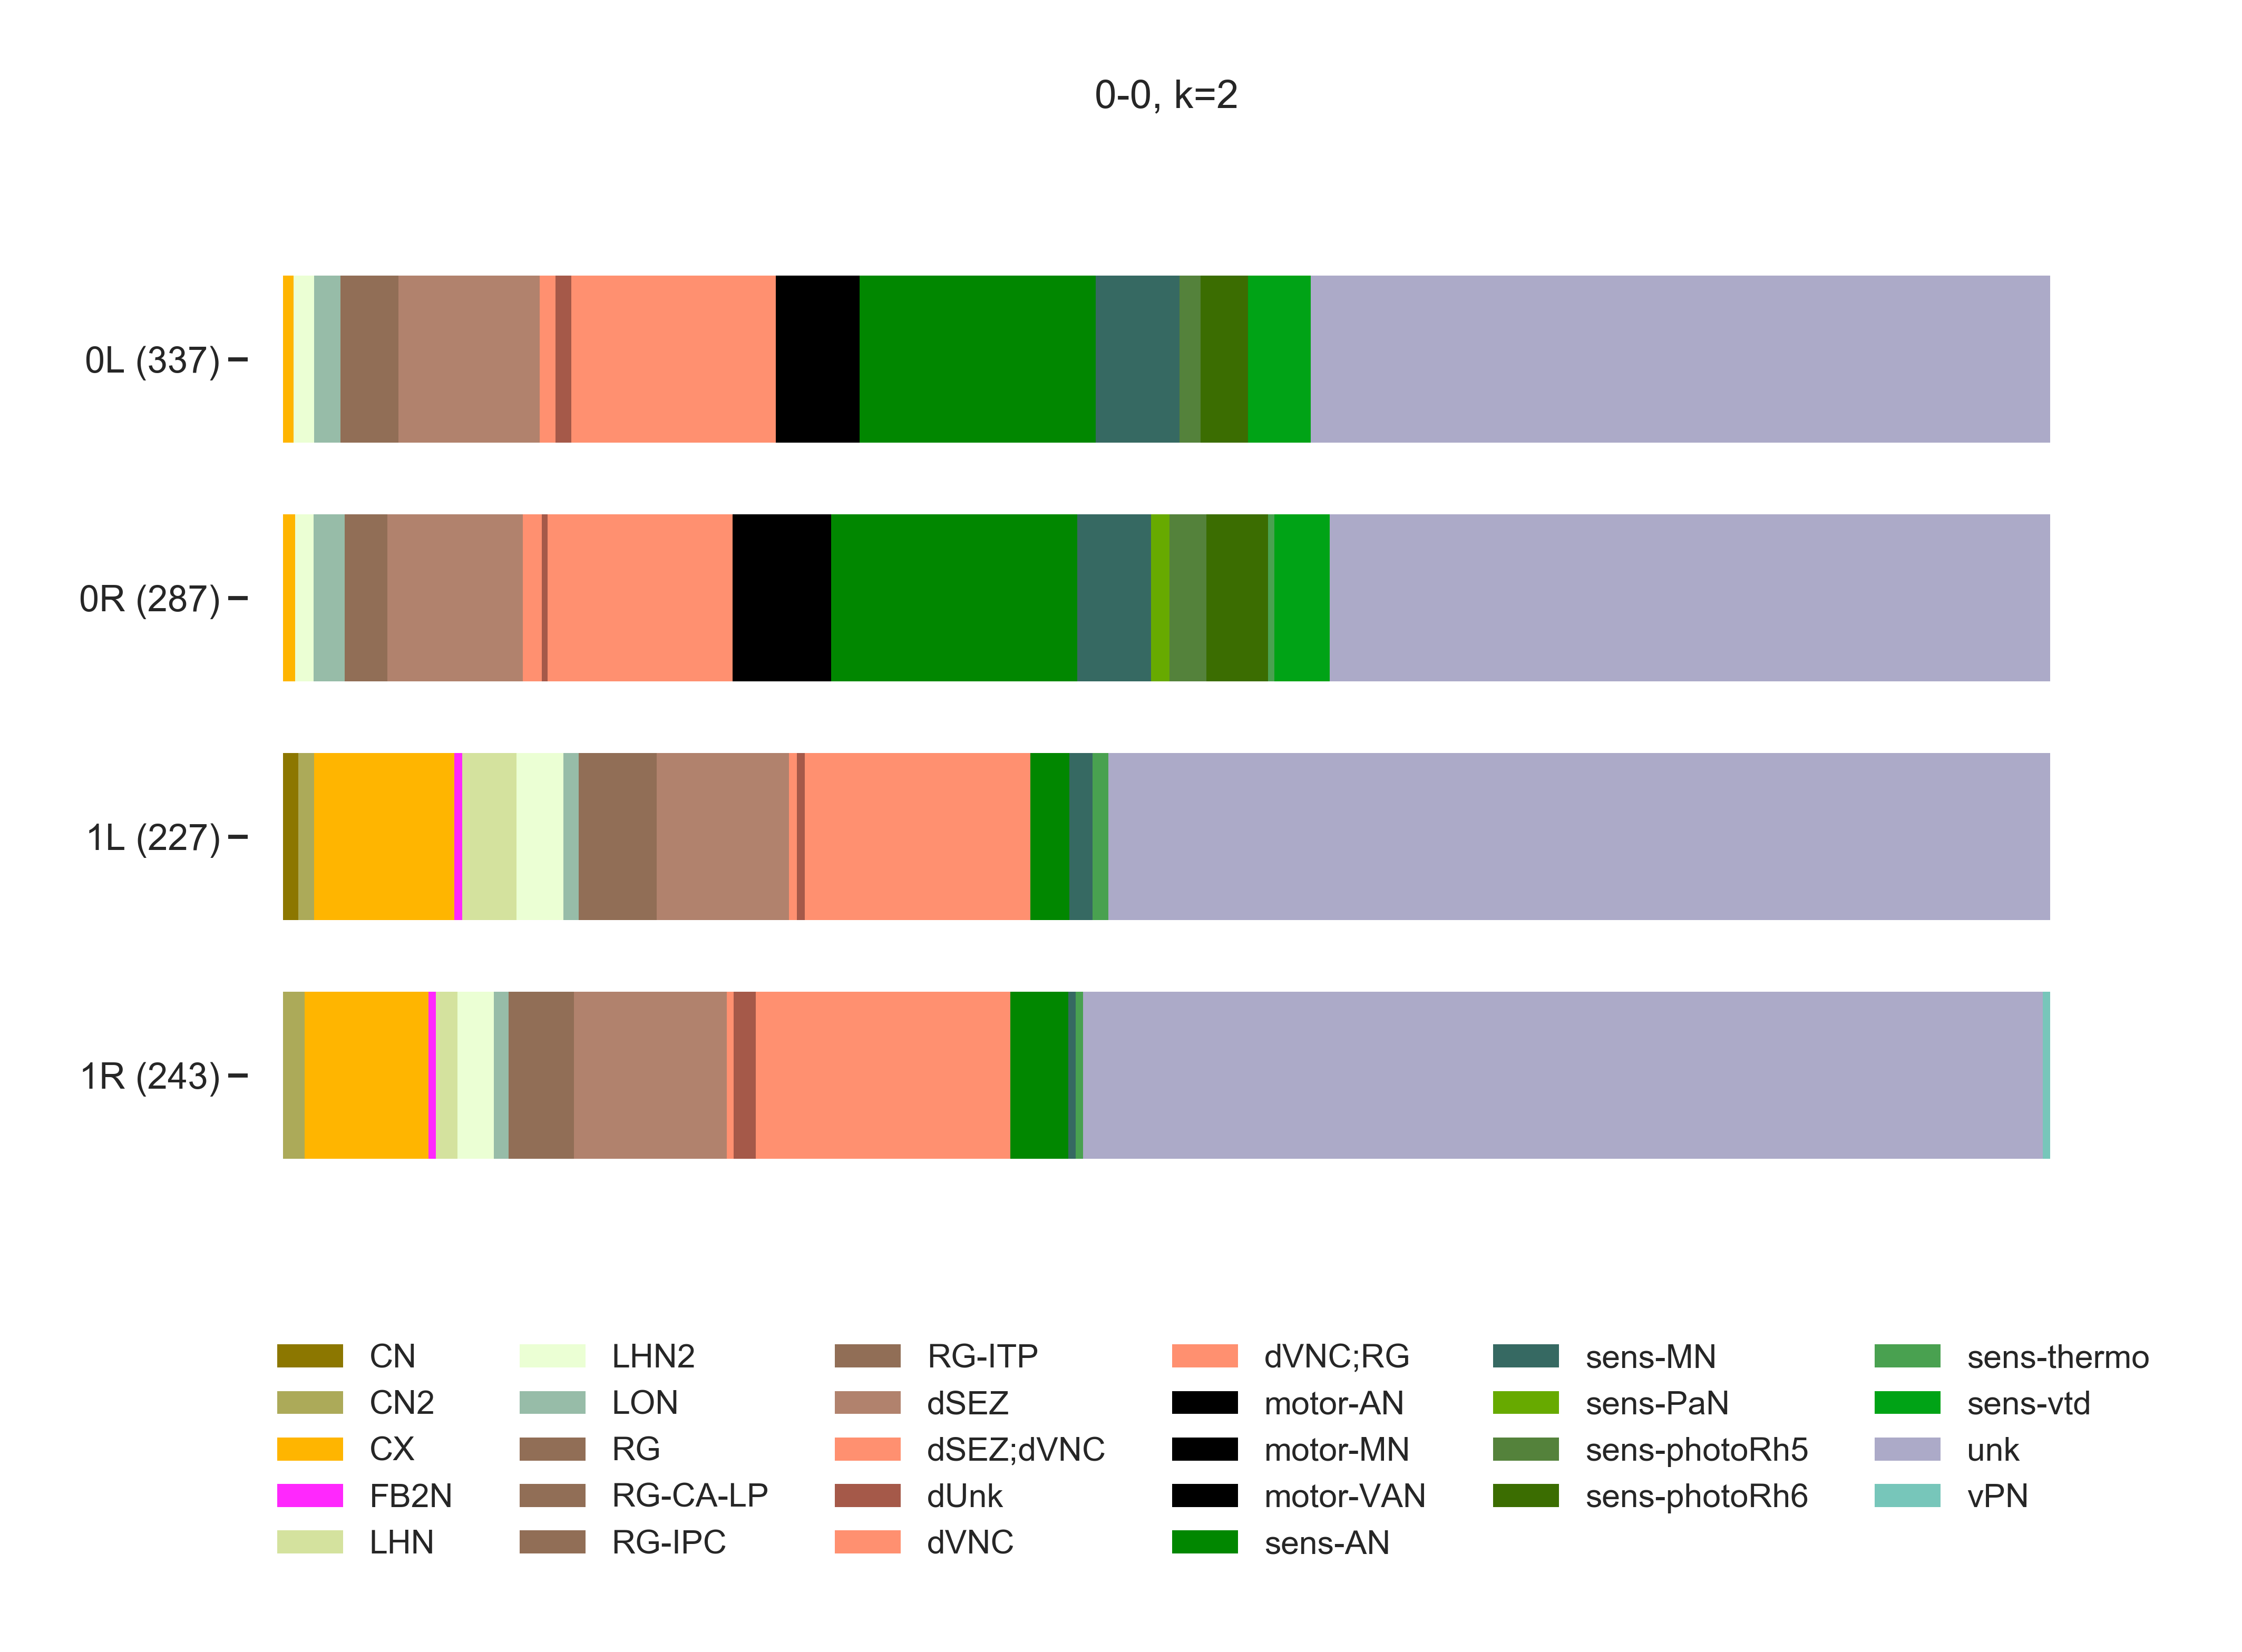 0-0, k=2
0L (337)
0R (287)
1L (227)
1R (243)
CN
CN2
CX
FB2N
LHN
LHN2
LON
RG
RG-CA-LP
RG-IPC
RG-ITP
dSEZ
dSEZ;dVNC
dUnk
dVNC
dVNC;RG
motor-AN
motor-MN
motor-VAN
sens-AN
sens-MN
sens-PaN
sens-photoRh5
sens-photoRh6
sens-thermo
sens-vtd
unk
vPN